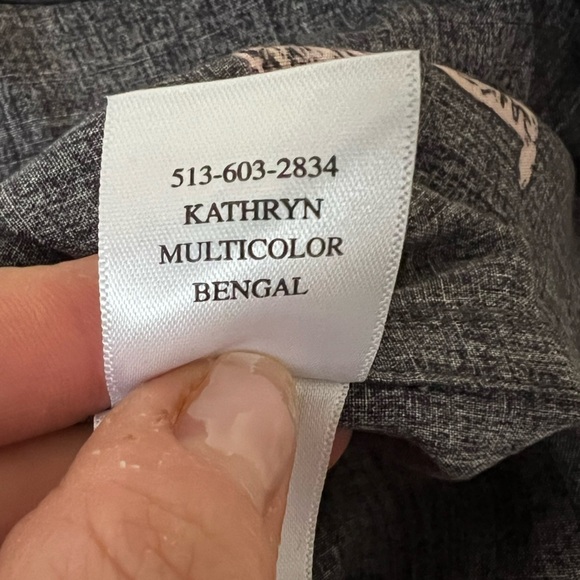 513-603-2834
KATHRYN
MULTICOLOR
BENGAL